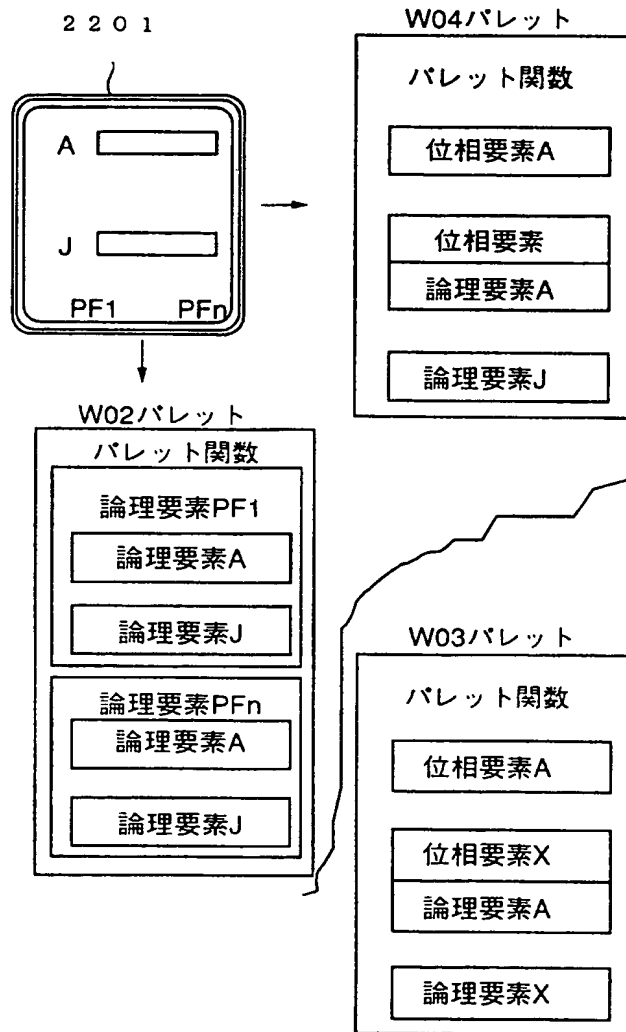 2201
A
J
PF1 PFn
W04パレット
パレット関数
位相要素A
位相要素
論理要素A
論理要素J
W02パレット
パレット関数
論理要素PF1
論理要素A
論理要素J
論理要素PFn
論理要素A
論理要素J
W03パレット
パレット関数
位相要素A
位相要素X
論理要素A
論理要素X